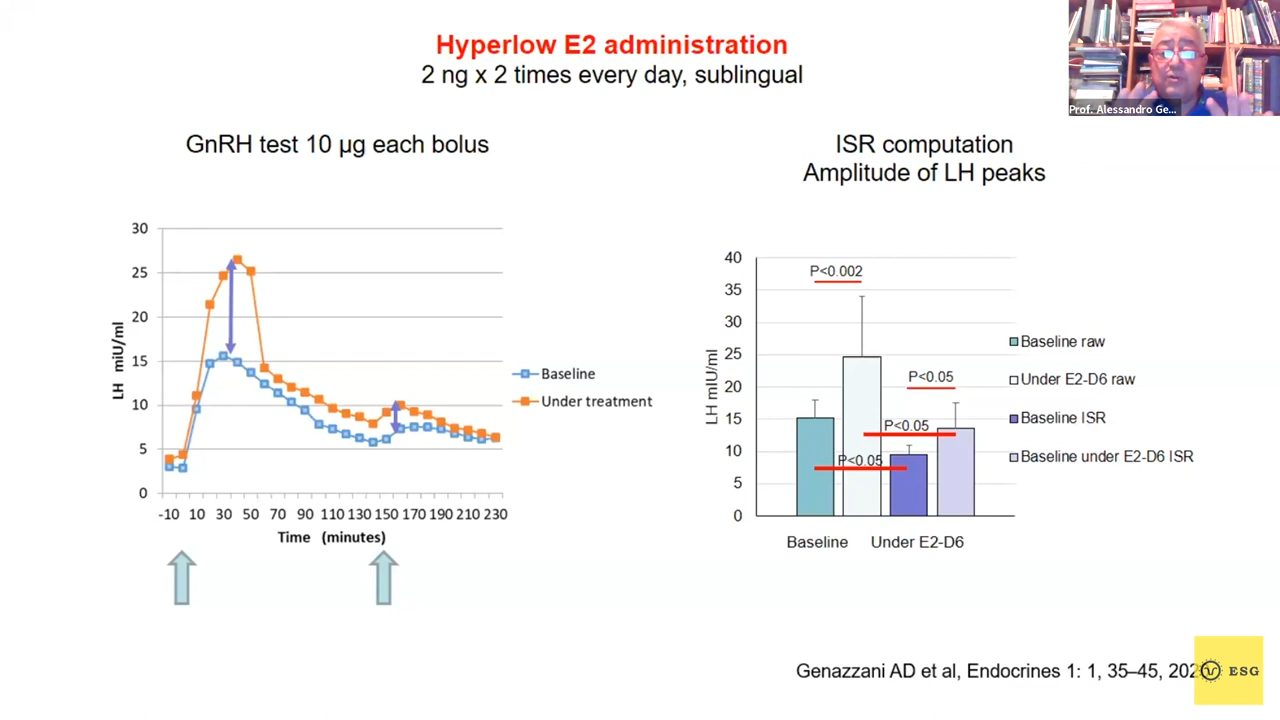 Hyperlow E2 administration
2 ng x 2 times every day, sublingual
Prof. Alessandro Ge...
GnRH test 10 µg each bolus
30
25
20
15
10
5
0
LH miU/ml
-10 10 30 50 70 90 110 130 150 170 190 210 230
Time (minutes)
Baseline
Under treatment
ISR computation
Amplitude of LH peaks
40
35
30
25
20
15
10
5
0
LH mIU/ml
P<0.002
P<0.05
P<0.05
P<0.05
Baseline Under E2-D6
Baseline raw
Under E2-D6 raw
Baseline ISR
Baseline under E2-D6 ISR
Genazzani AD et al, Endocrines 1: 1, 35–45, 202
ESG